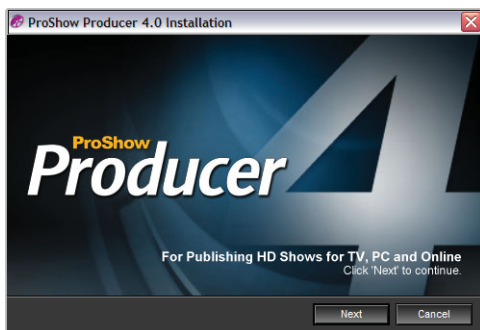 ProShow Producer 4.0 Installation
ProShow
Producer 4
For Publishing HD Shows for TV, PC and Online
Click 'Next' to continue.
Next Cancel